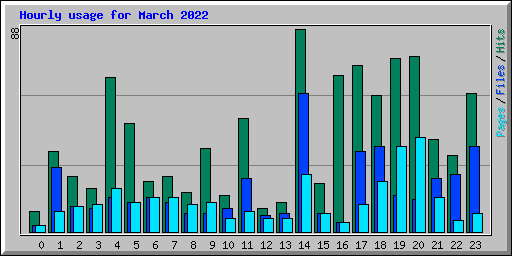 Hourly usage for March 2022
88
Pages/Files/Hits
0 1 2 3 4 5 6 7 8 9 10 11 12 13 14 15 16 17 18 19 20 21 22 23